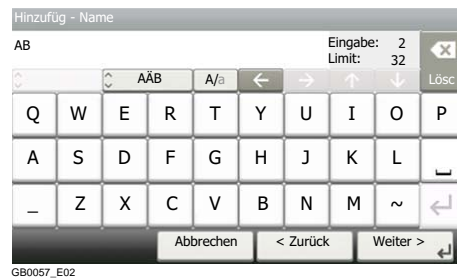 Hinzufüg - Name
AB
Eingabe: 2
Limit: 32
AÄB A/a ← → ↑ ↓ Lösc
Q W E R T Y U I O P
A S D F G H J K L
_ Z X C V B N M ~
Abbrechen < Zurück Weiter >
GB0057_E02